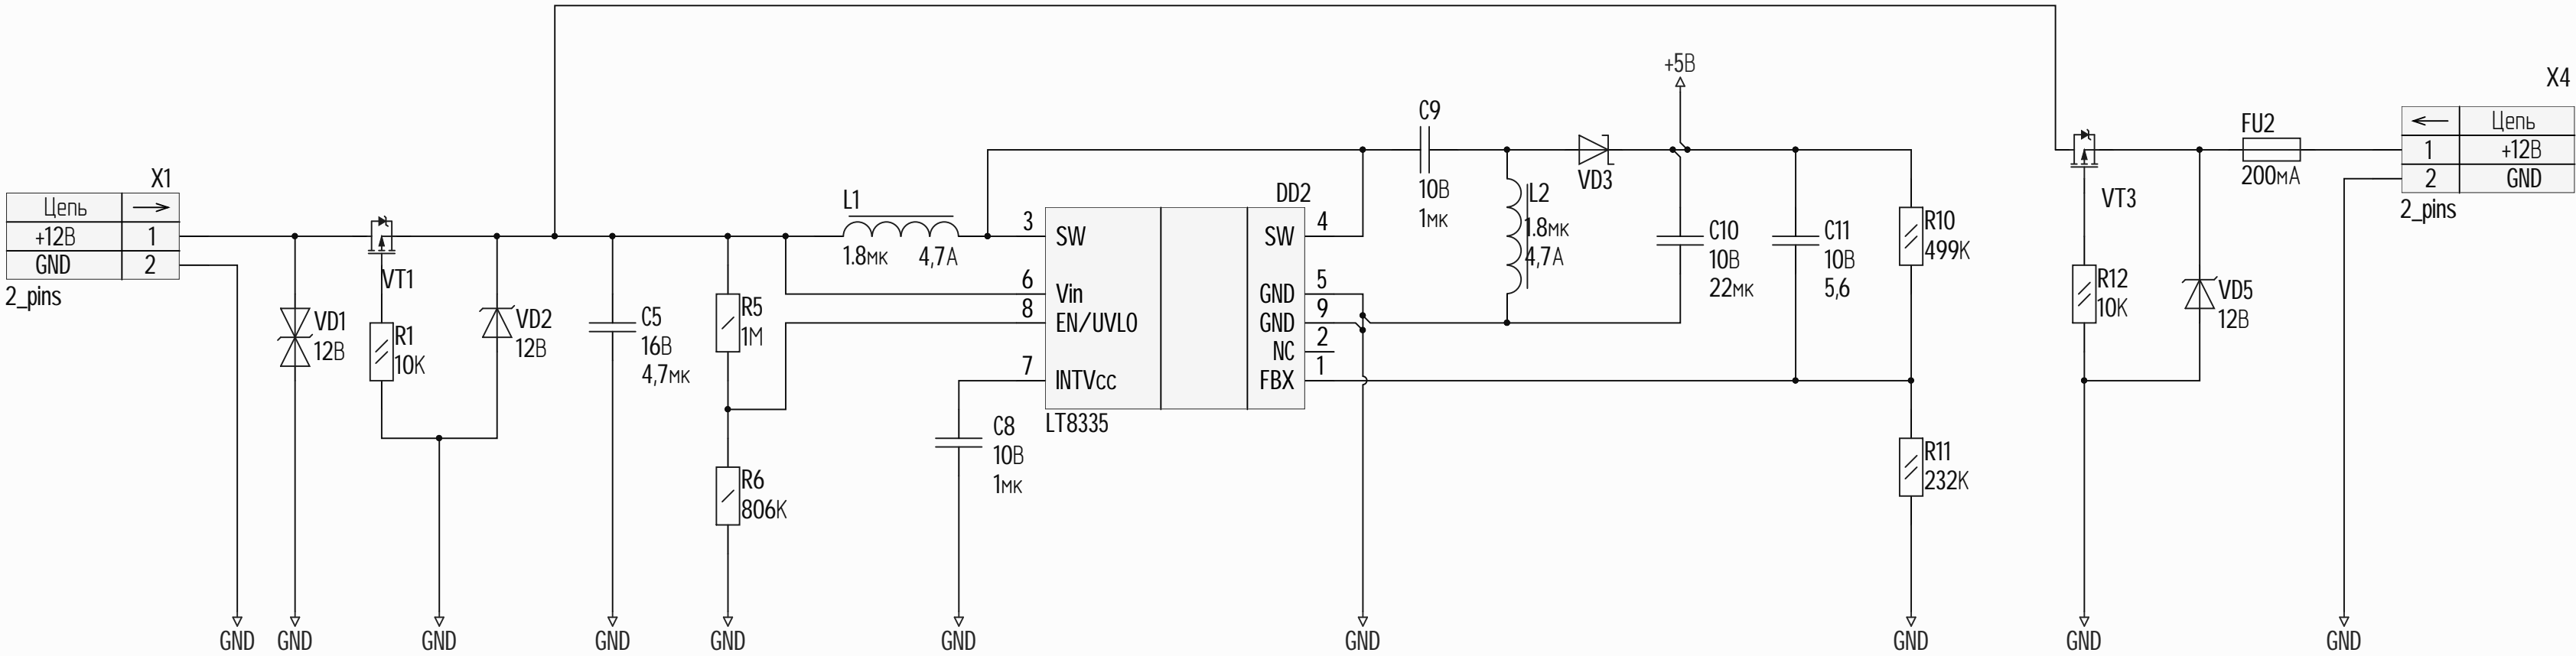 X1
Цепь
+12В 1
GND 2
2_pins
VD1
12В
VT1
R1
10К
VD2
12В
C5
16В
4,7мк
R5
1М
R6
806К
L1
1.8мк 4,7А
C8
10В
1мк
DD2
3 SW
6 Vin
8 EN/UVLO
7 INTVcc
SW 4
GND 5
GND 9
NC 2
FBX 1
LT8335
C9
10В
1мк
L2
1.8мк
4,7А
VD3
+5В
C10
10В
22мк
C11
10В
5,6
R10
499К
R11
232К
VT3
R12
10К
VD5
12В
FU2
200мА
X4
Цепь
1 +12В
2 GND
2_pins
GND
GND
GND
GND
GND
GND
GND
GND
GND
GND